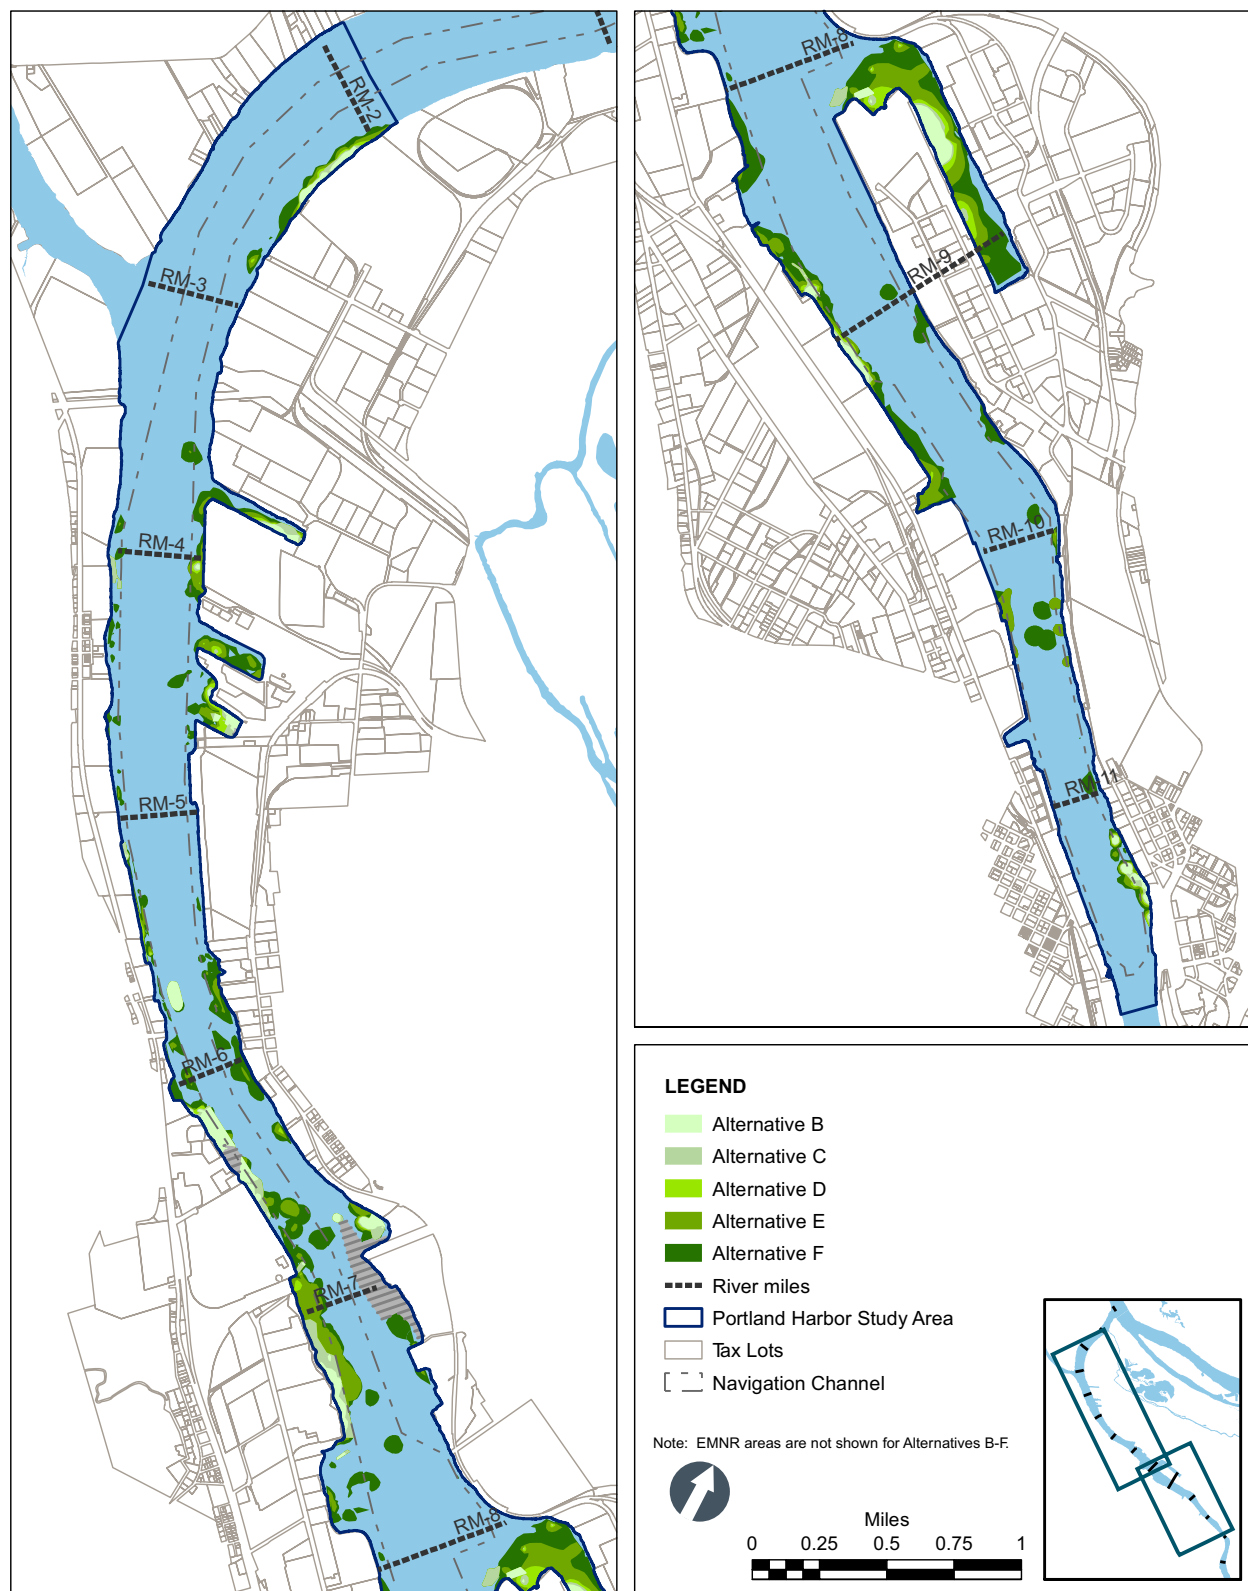 RM-2
RM-3
RM-4
RM-5
RM-6
RM-7
RM-8
RM-8
RM-9
RM-10
RM-11
LEGEND
Alternative B
Alternative C
Alternative D
Alternative E
Alternative F
River miles
Portland Harbor Study Area
Tax Lots
Navigation Channel
Note: EMNR areas are not shown for Alternatives B-F.
Miles
0 0.25 0.5 0.75 1